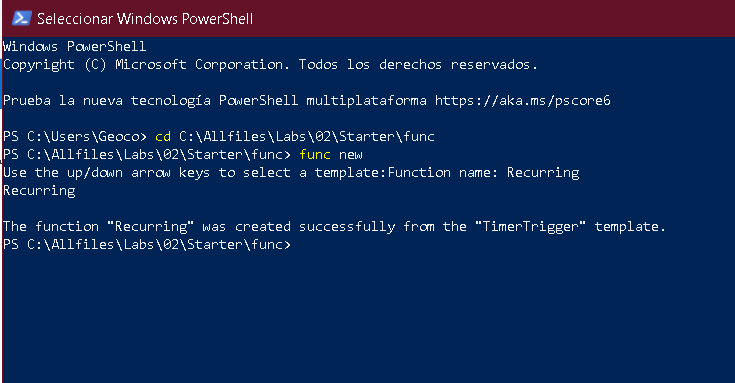 Seleccionar Windows PowerShell
Windows PowerShell
Copyright (C) Microsoft Corporation. Todos los derechos reservados.
Prueba la nueva tecnología PowerShell multiplataforma https://aka.ms/pscore6
PS C:\Users\Geoco> cd C:\Allfiles\Labs\02\Starter\func
PS C:\Allfiles\Labs\02\Starter\func> func new
Use the up/down arrow keys to select a template:Function name: Recurring
Recurring
The function "Recurring" was created successfully from the "TimerTrigger" template.
PS C:\Allfiles\Labs\02\Starter\func>